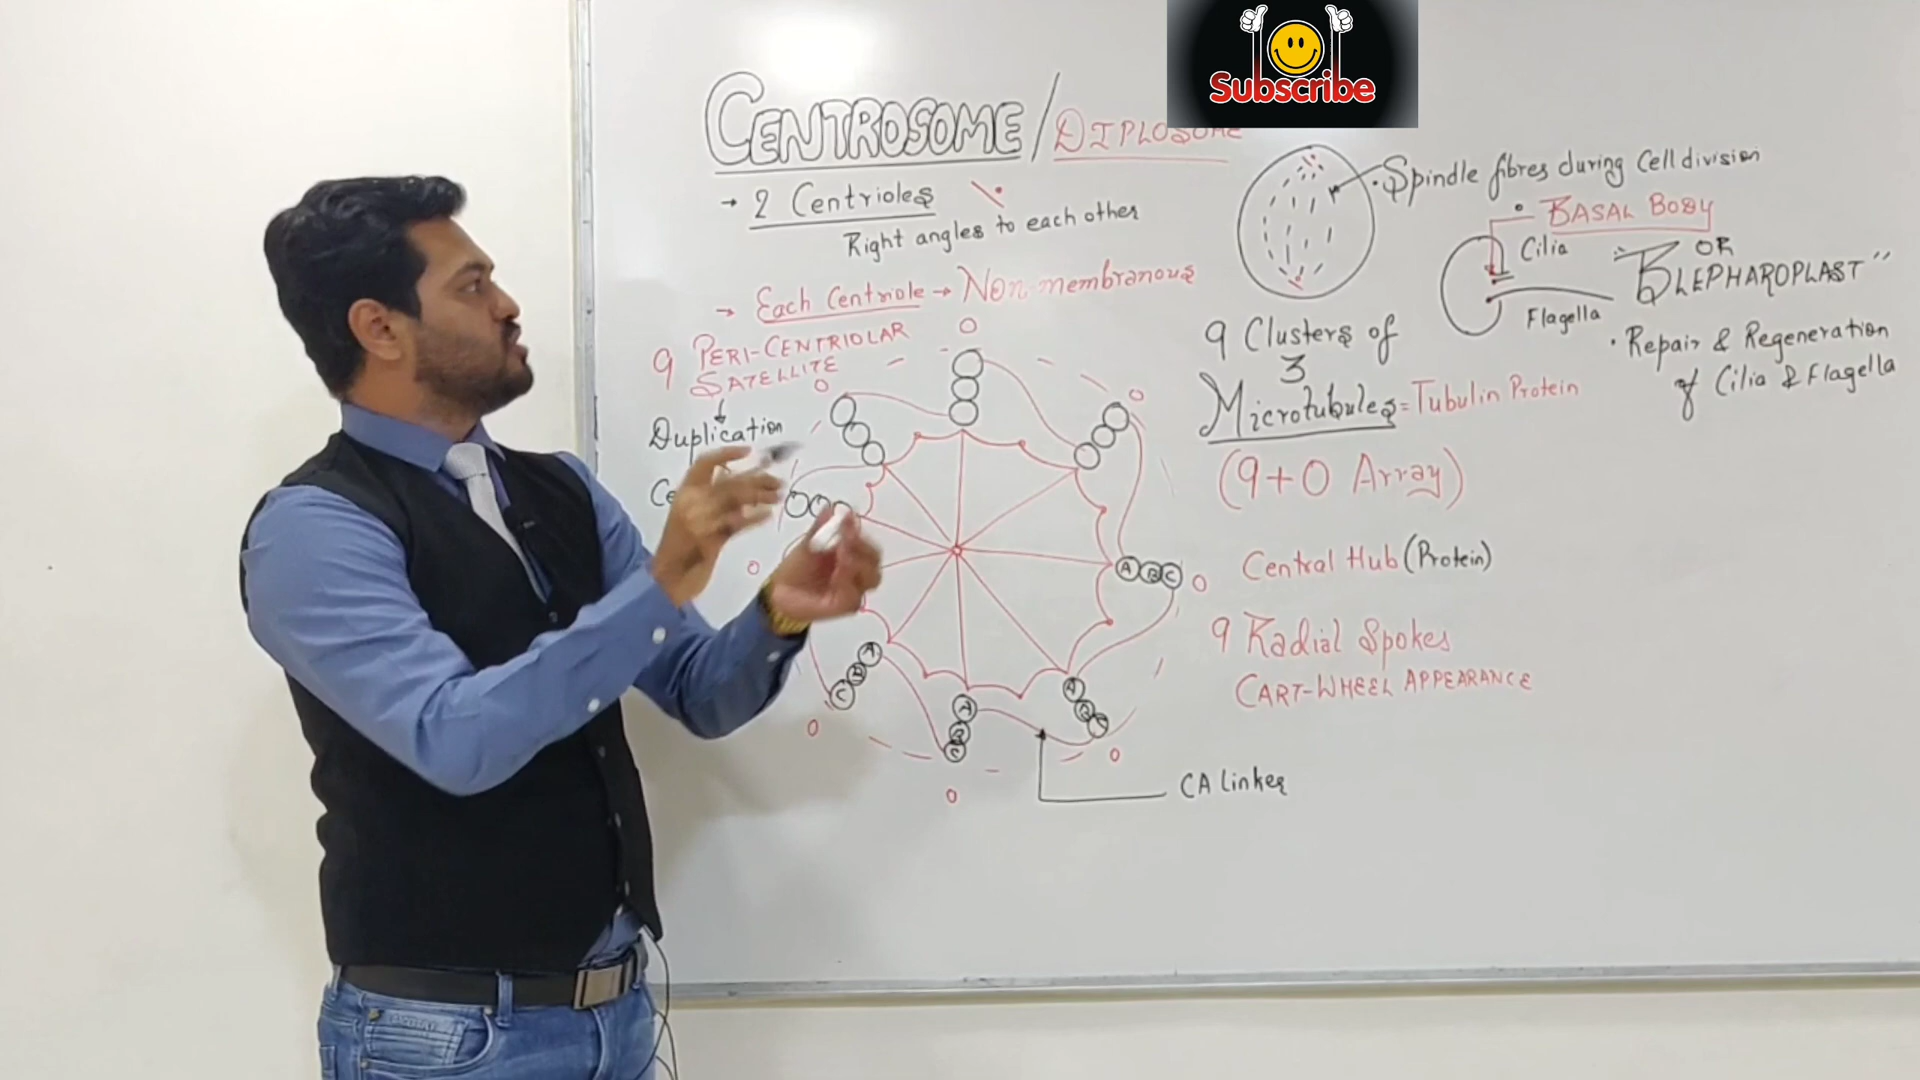 Subscribe
CENTROSOME / DIPLOSOME
→ 2 Centrioles
Right angles to each other
→ Each Centriole → Non-membranous
9 PERI-CENTRIOLAR
SATELLITE
Duplication
A B C
A B C
A B C
A B
CA linker
• Spindle fibres during Cell division
• BASAL BODY
OR
"BLEPHAROPLAST"
Cilia
Flagella
• Repair & Regeneration
of Cilia & Flagella
9 Clusters of
3
Microtubules = Tubulin Protein
(9+0 Array)
Central Hub (Protein)
9 Radial Spokes
CART-WHEEL APPEARANCE